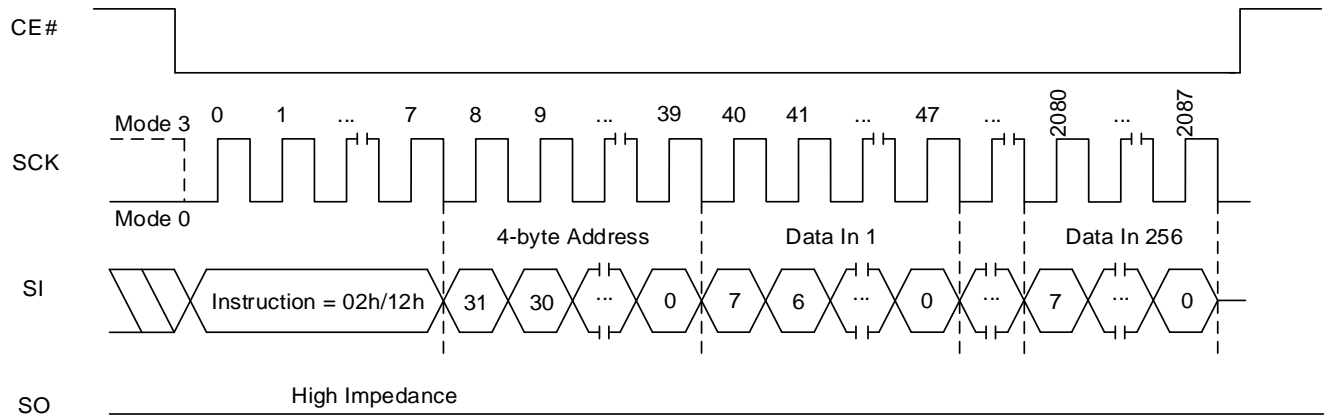 CE#
0 1 ... 7 8 9 ... 39 40 41 ... 47 ... 2080 ... 2087
Mode 3
SCK
Mode 0
4-byte Address Data In 1 Data In 256
SI
Instruction = 02h/12h 31 30 ... 0 7 6 ... 0 ... 7 ... 0
High Impedance
SO